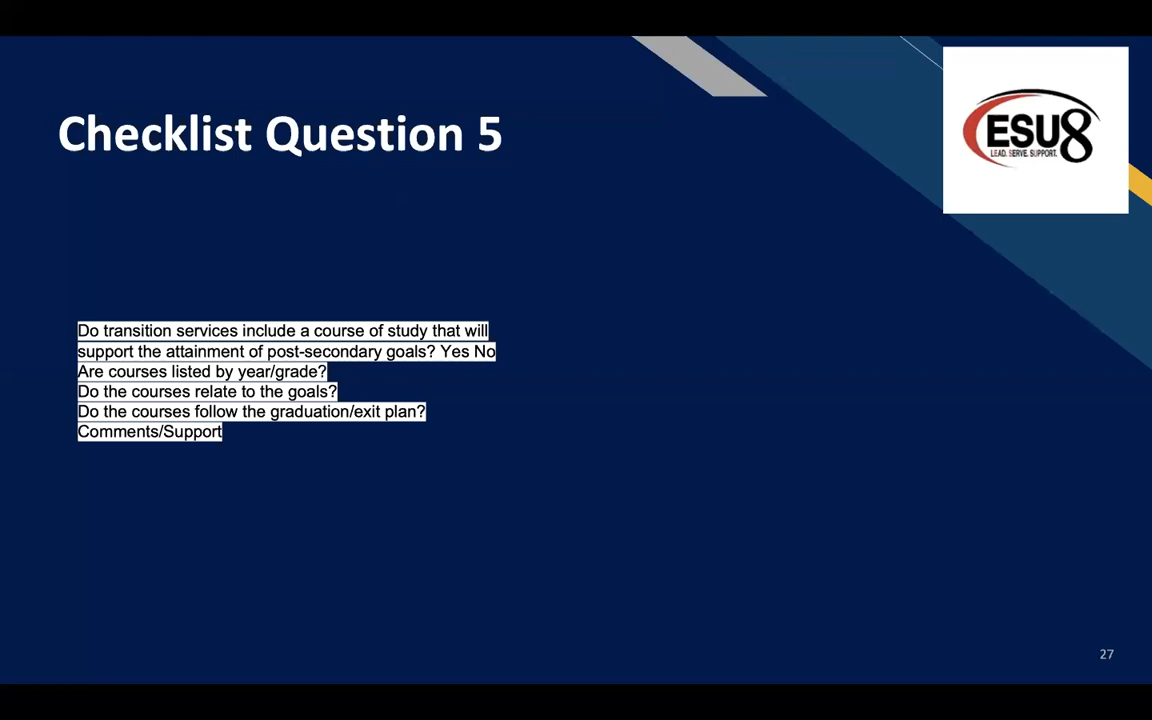 Checklist Question 5
ESU8
LEAD. SERVE. SUPPORT.
Do transition services include a course of study that will
support the attainment of post-secondary goals? Yes No
Are courses listed by year/grade?
Do the courses relate to the goals?
Do the courses follow the graduation/exit plan?
Comments/Support
27